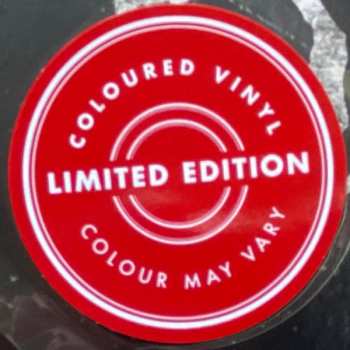 COLOURED VINYL
LIMITED EDITION
COLOUR MAY VARY